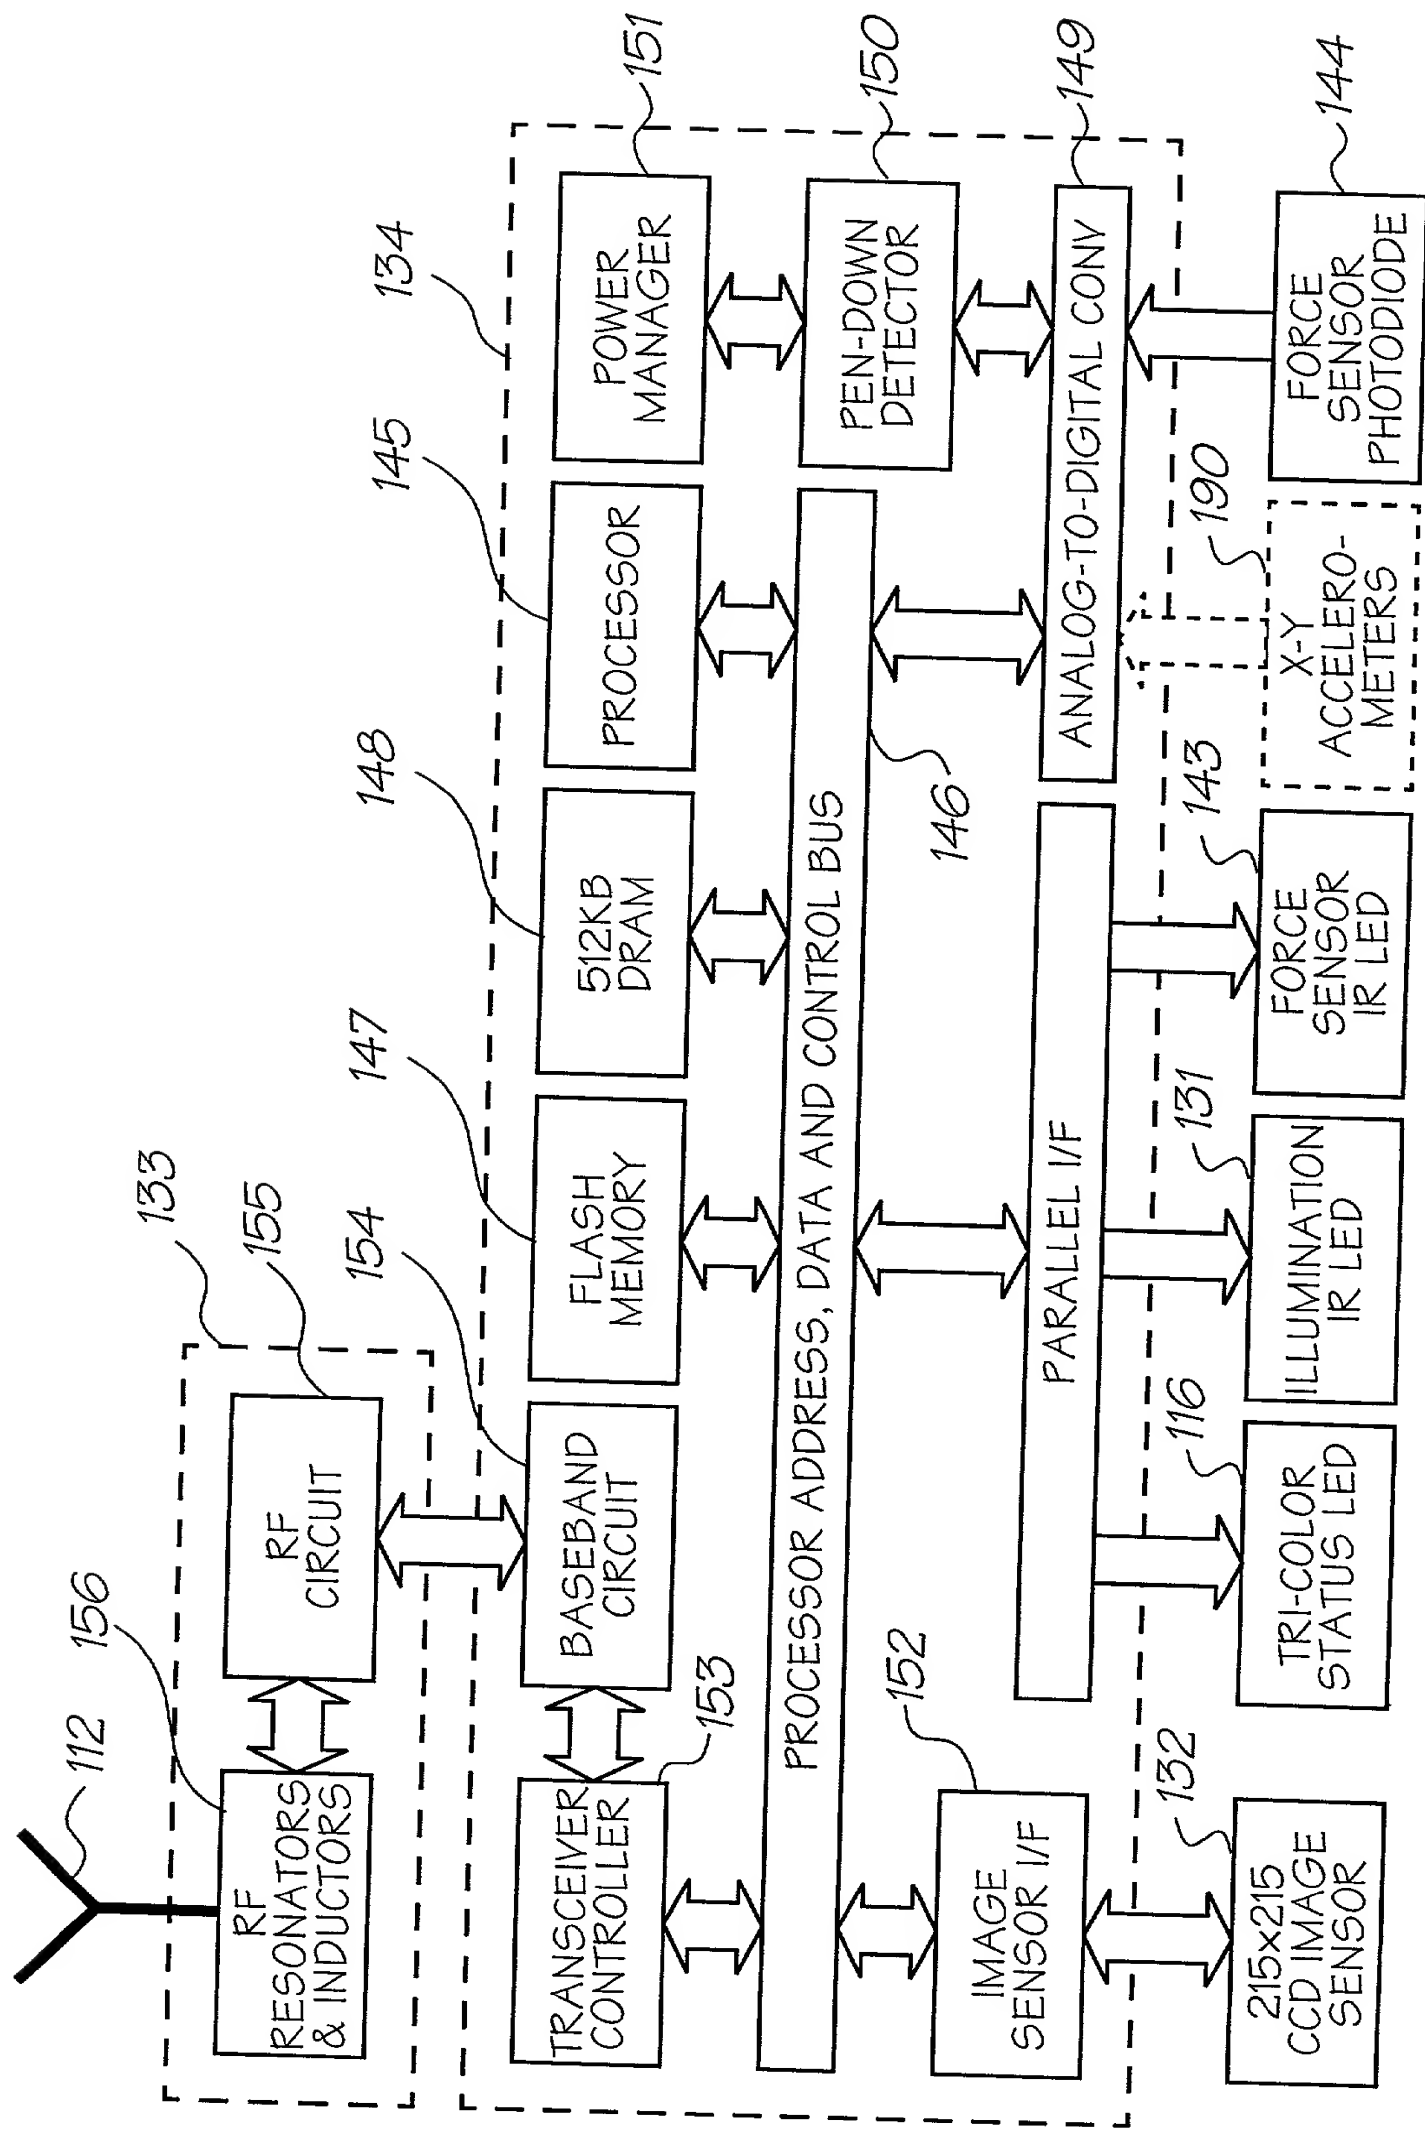 112
156
RF
RESONATORS
& INDUCTORS
155
RF
CIRCUIT
133
154
147
148
145
134
151
TRANSCEIVER
CONTROLLER
153
BASEBAND
CIRCUIT
FLASH
MEMORY
512KB
DRAM
PROCESSOR
POWER
MANAGER
PROCESSOR ADDRESS, DATA AND CONTROL BUS
146
PEN-DOWN
DETECTOR
150
152
IMAGE
SENSOR I/F
PARALLEL I/F
ANALOG-TO-DIGITAL CONV
149
132
116
131
143
190
144
215x215
CCD IMAGE
SENSOR
TRI-COLOR
STATUS LED
ILLUMINATION
IR LED
FORCE
SENSOR
IR LED
X-Y
ACCELERO-
METERS
FORCE
SENSOR
PHOTODIODE